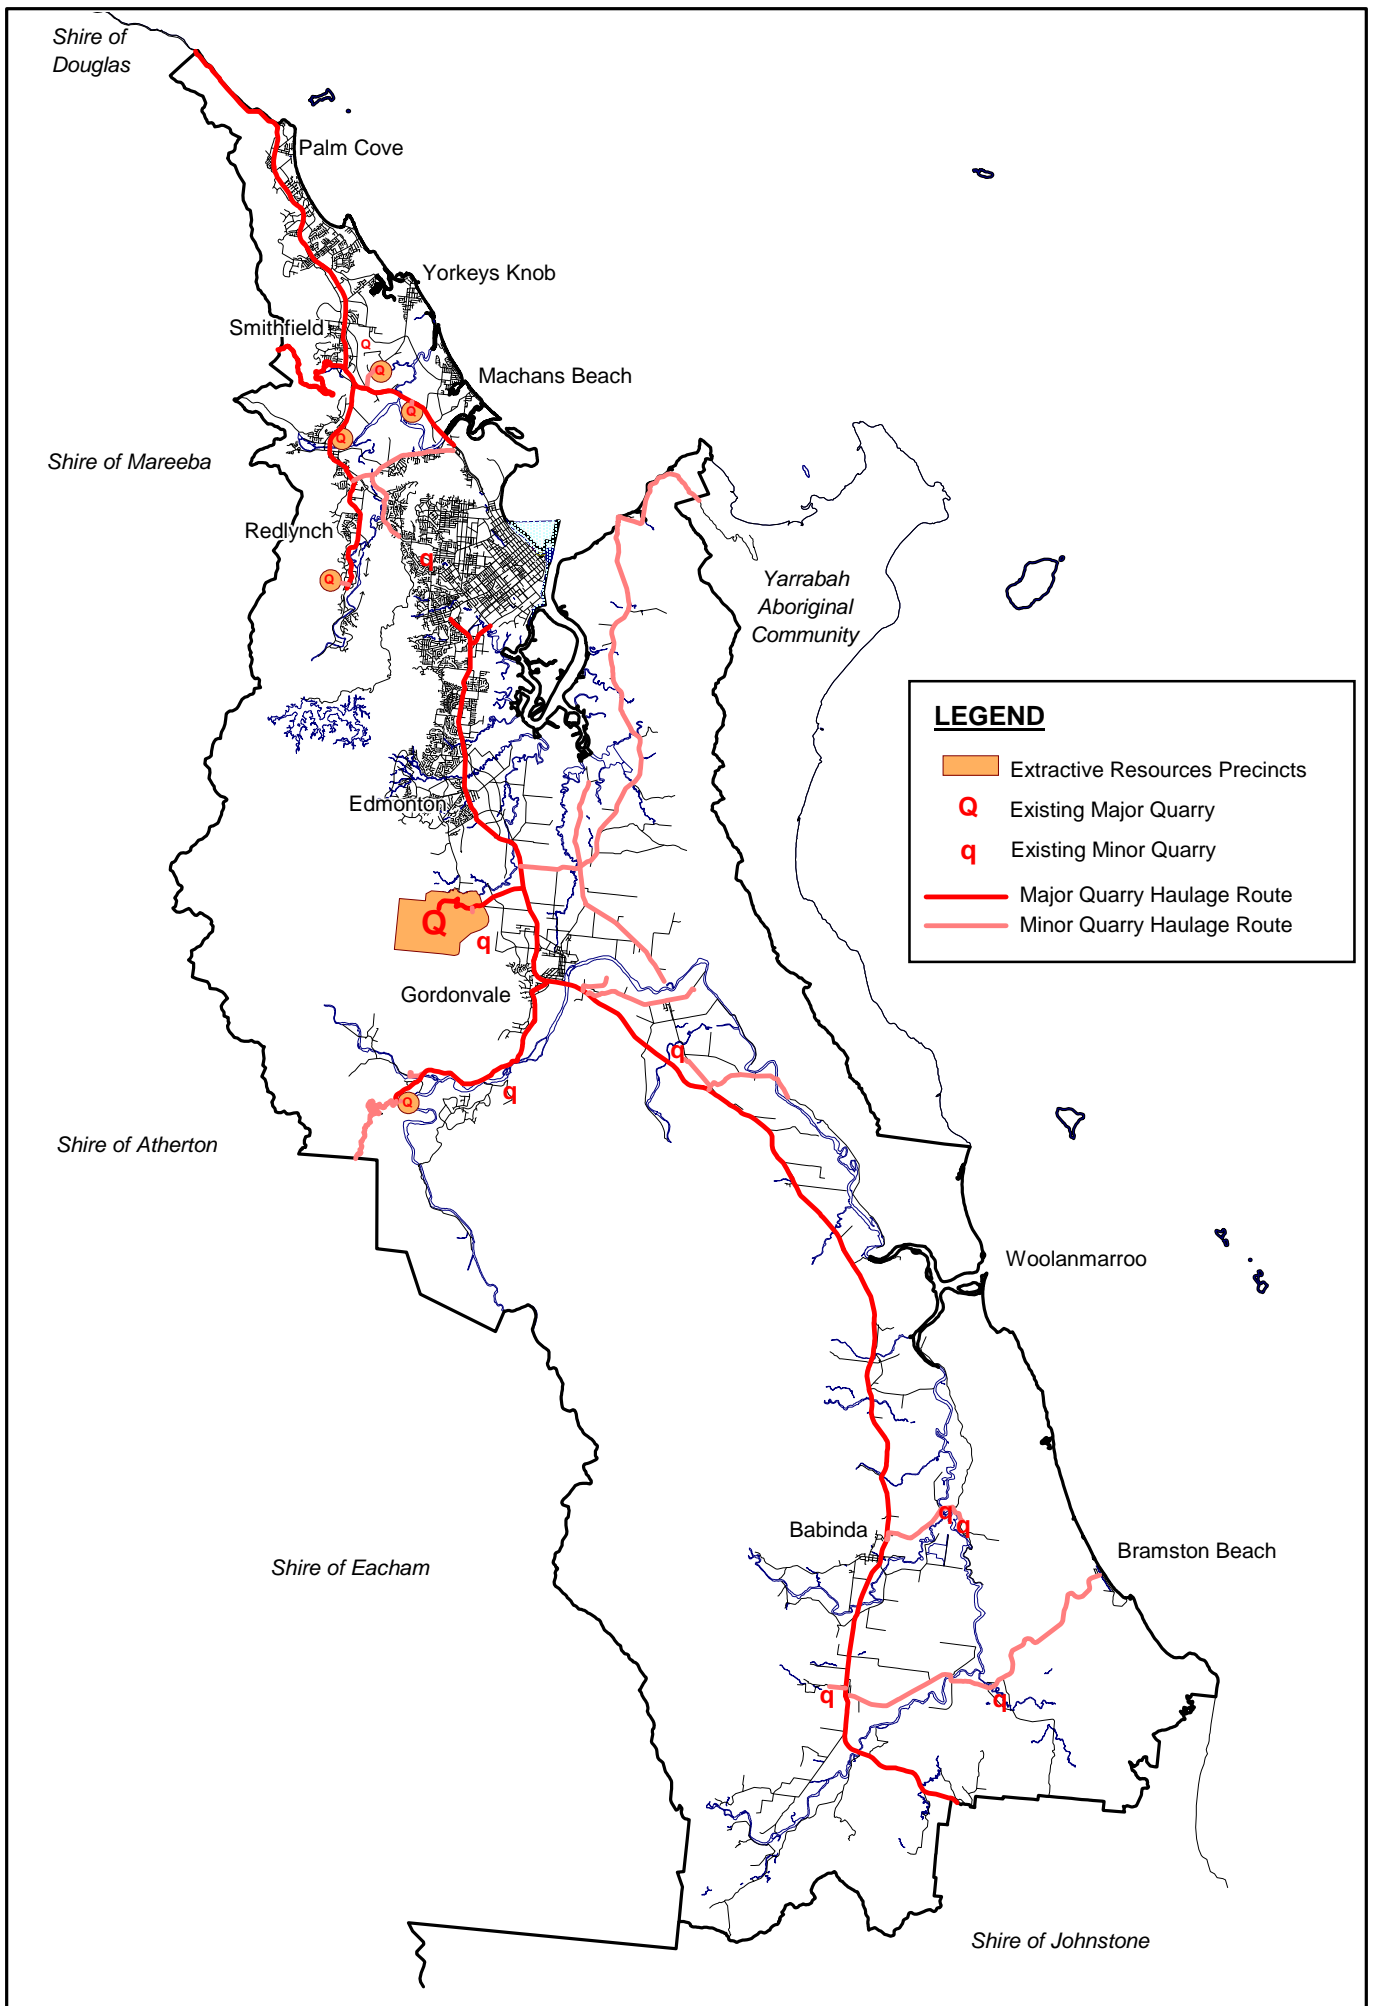 Shire of
Douglas
Palm Cove
Yorkeys Knob
Smithfield
Q
Q
Machans Beach
Q
Q
Shire of Mareeba
Redlynch
q
Q
Yarrabah
Aboriginal
Community
LEGEND
Extractive Resources Precincts
Q Existing Major Quarry
q Existing Minor Quarry
Major Quarry Haulage Route
Minor Quarry Haulage Route
Edmonton
Q
q
Gordonvale
q
q
Q
Shire of Atherton
Woolanmarroo
q
q
Babinda
Bramston Beach
Shire of Eacham
q
q
Shire of Johnstone